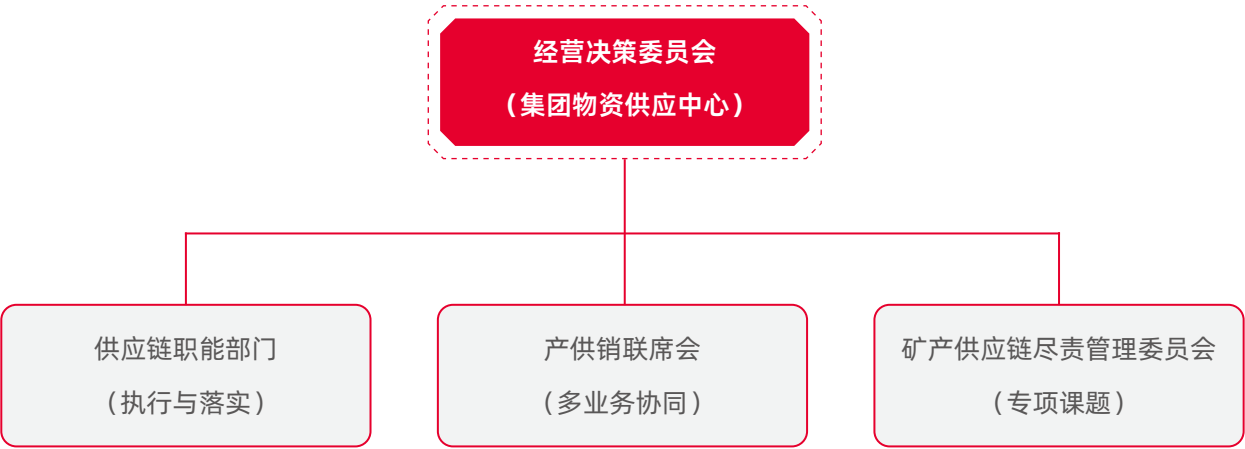 经营决策委员会
（集团物资供应中心）
供应链职能部门
（执行与落实）
产供销联席会
（多业务协同）
矿产供应链尽责管理委员会
（专项课题）